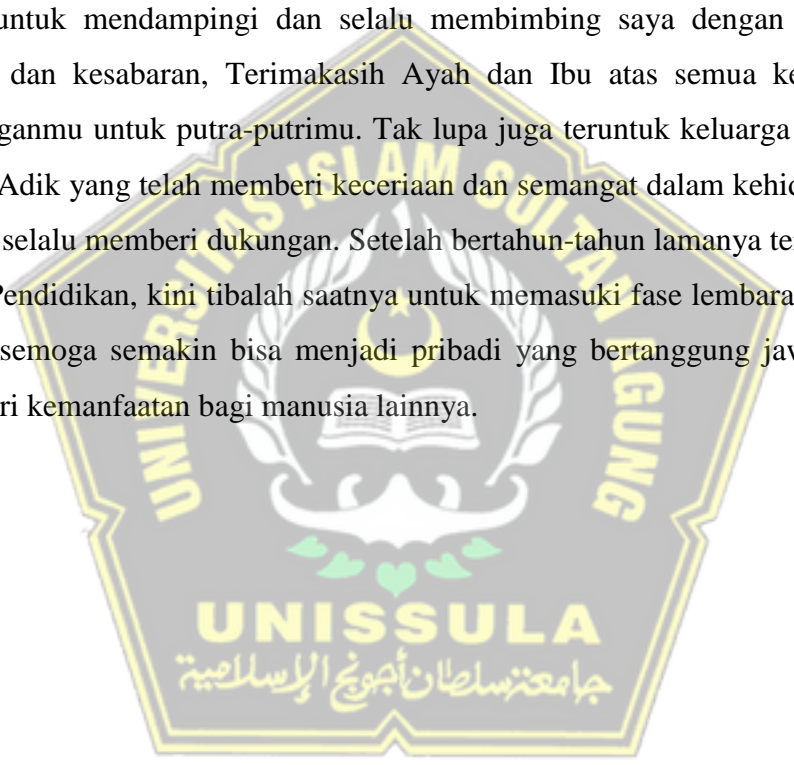 untuk mendampingi dan selalu membimbing saya dengan
dan kesabaran, Terimakasih Ayah dan Ibu atas semua ke
ganmu untuk putra-putrimu. Tak lupa juga teruntuk keluarga
Adik yang telah memberi keceriaan dan semangat dalam kehid
selalu memberi dukungan. Setelah bertahun-tahun lamanya te
Pendidikan, kini tibalah saatnya untuk memasuki fase lembara
semoga semakin bisa menjadi pribadi yang bertanggung jaw
ri kemanfaatan bagi manusia lainnya.
UNIVERSITAS ISLAM SULTAN AGUNG
UNISSULA
جامعة سلطان أجونج الإسلامية